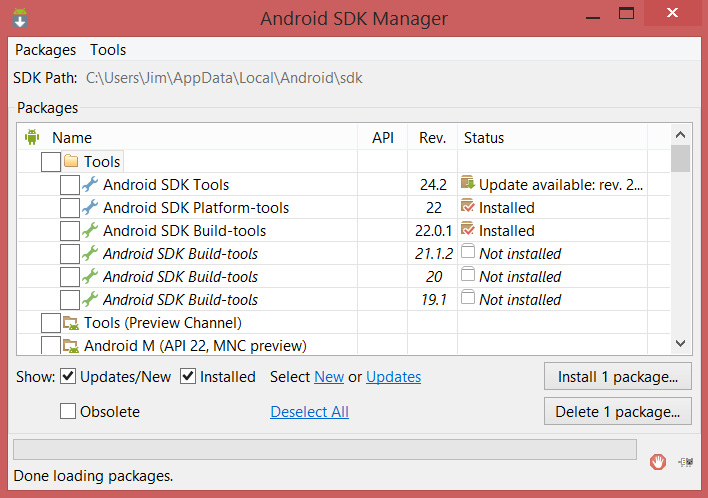 Android SDK Manager
Packages Tools
SDK Path: C:\Users\Jim\AppData\Local\Android\sdk
Packages
Name API Rev. Status
Tools
Android SDK Tools 24.2 Update available: rev. 2...
Android SDK Platform-tools 22 Installed
Android SDK Build-tools 22.0.1 Installed
Android SDK Build-tools 21.1.2 Not installed
Android SDK Build-tools 20 Not installed
Android SDK Build-tools 19.1 Not installed
Tools (Preview Channel)
Android M (API 22, MNC preview)
Show: Updates/New Installed Select New or Updates Install 1 package...
Obsolete Deselect All Delete 1 package...
Done loading packages.